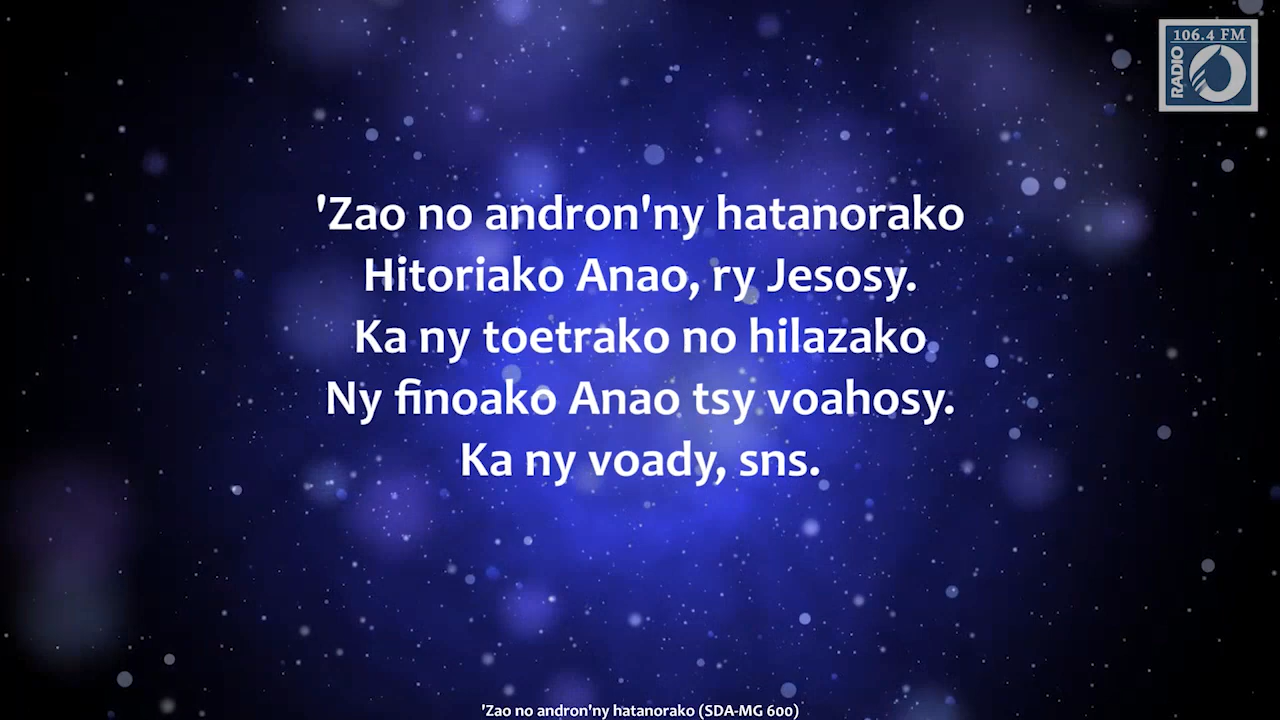 106.4 FM
RADIO
'Zao no andron'ny hatanorako
Hitoriako Anao, ry Jesosy.
Ka ny toetrako no hilazako
Ny finoako Anao tsy voahosy.
Ka ny voady, sns.
'Zao no andron'ny hatanorako (SDA-MG 600)